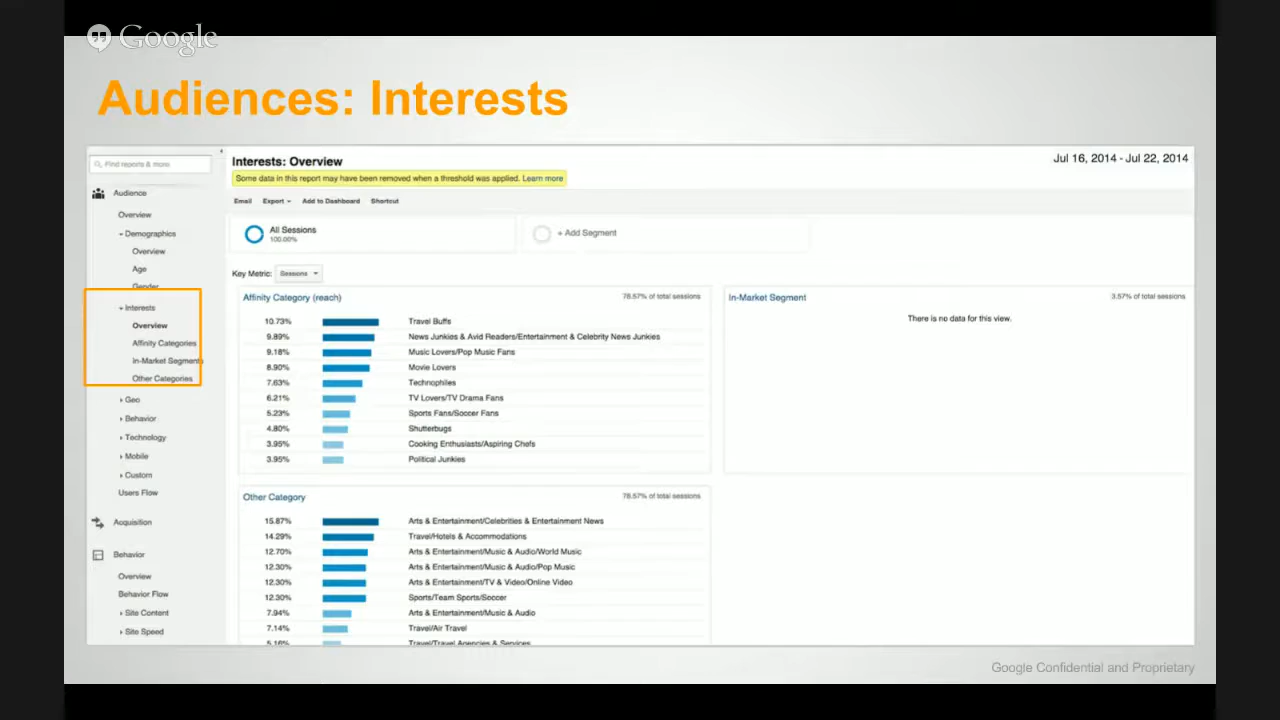 Google
Audiences: Interests
Find reports & more
Audience
Overview
Demographics
Overview
Age
Gender
Interests
Overview
Affinity Categories
In-Market Segments
Other Categories
Geo
Behavior
Technology
Mobile
Custom
Users Flow
Acquisition
Behavior
Overview
Behavior Flow
Site Content
Site Speed
Interests: Overview
Jul 16, 2014 - Jul 22, 2014
Some data in this report may have been removed when a threshold was applied. Learn more
Email Export Add to Dashboard Shortcut
All Sessions
100.00%
+ Add Segment
Key Metric: Sessions
Affinity Category (reach) 78.57% of total sessions
10.73% Travel Buffs
9.89% News Junkies & Avid Readers/Entertainment & Celebrity News Junkies
9.18% Music Lovers/Pop Music Fans
8.90% Movie Lovers
7.63% Technophiles
6.21% TV Lovers/TV Drama Fans
5.23% Sports Fans/Soccer Fans
4.80% Shutterbugs
3.95% Cooking Enthusiasts/Aspiring Chefs
3.95% Political Junkies
In-Market Segment 3.57% of total sessions
There is no data for this view.
Other Category 78.57% of total sessions
15.87% Arts & Entertainment/Celebrities & Entertainment News
14.29% Travel/Hotels & Accommodations
12.70% Arts & Entertainment/Music & Audio/World Music
12.30% Arts & Entertainment/Music & Audio/Pop Music
12.30% Arts & Entertainment/TV & Video/Online Video
12.30% Sports/Team Sports/Soccer
7.94% Arts & Entertainment/Music & Audio
7.14% Travel/Air Travel
5.16% Travel/Travel Agencies & Services
Google Confidential and Proprietary